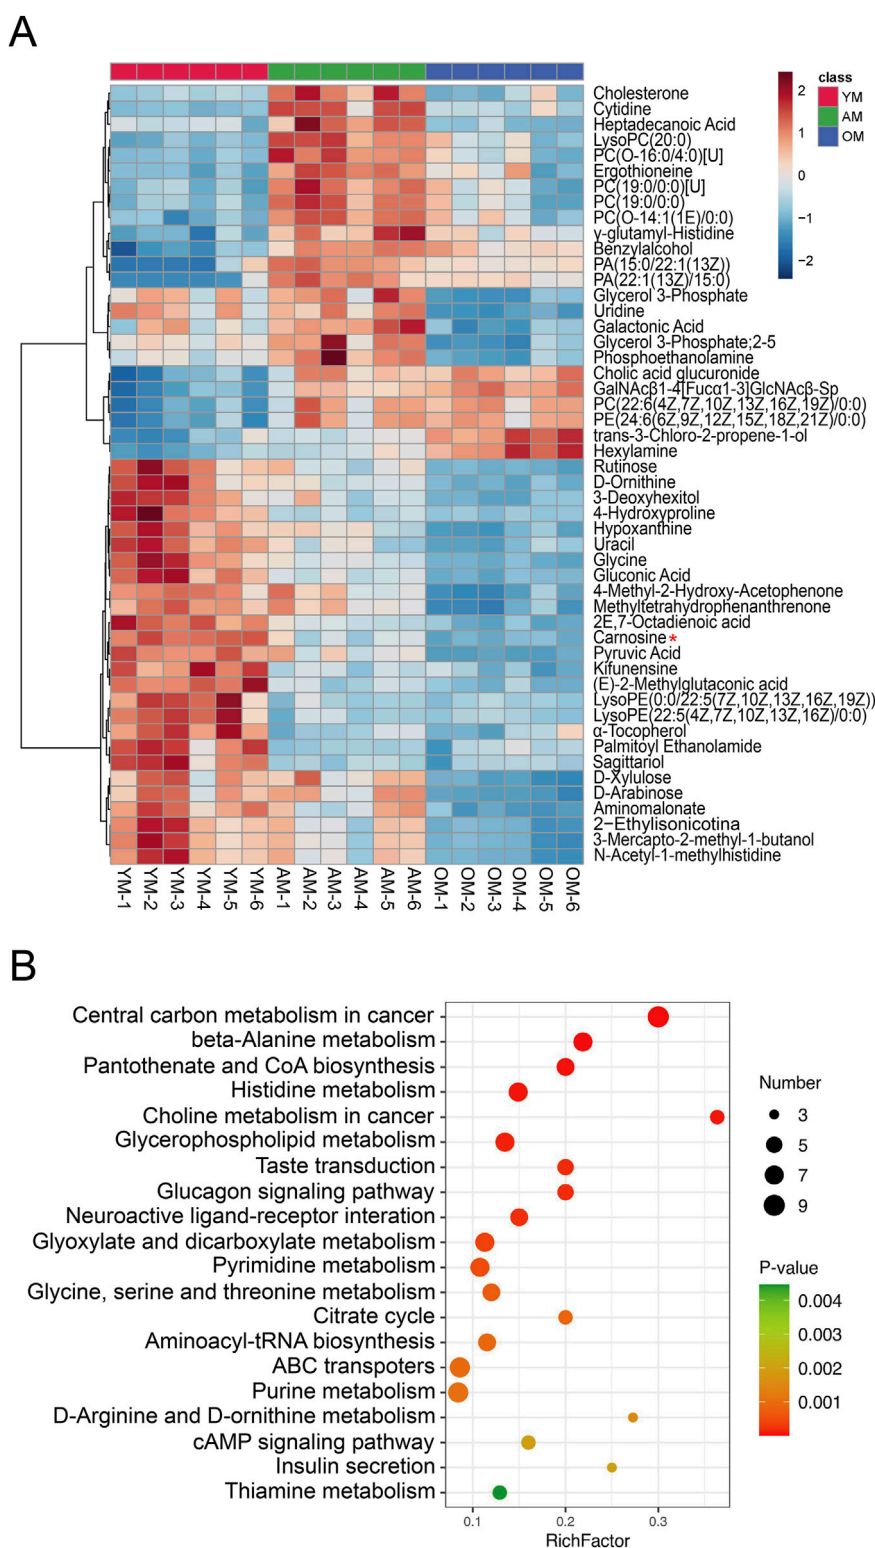 A
class
YM
AM
OM
2
1
0
−1
−2
Cholesterone
Cytidine
Heptadecanoic Acid
LysoPC(20:0)
PC(O-16:0/4:0)[U]
Ergothioneine
PC(19:0/0:0)[U]
PC(19:0/0:0)
PC(O-14:1(1E)/0:0)
γ-glutamyl-Histidine
Benzylalcohol
PA(15:0/22:1(13Z))
PA(22:1(13Z)/15:0)
Glycerol 3-Phosphate
Uridine
Galactonic Acid
Glycerol 3-Phosphate;2-5
Phosphoethanolamine
Cholic acid glucuronide
GalNAcβ1-4[Fucα1-3]GlcNAcβ-Sp
PC(22:6(4Z,7Z,10Z,13Z,16Z,19Z)/0:0)
PE(24:6(6Z,9Z,12Z,15Z,18Z,21Z)/0:0)
trans-3-Chloro-2-propene-1-ol
Hexylamine
Rutinose
D-Ornithine
3-Deoxyhexitol
4-Hydroxyproline
Hypoxanthine
Uracil
Glycine
Gluconic Acid
4-Methyl-2-Hydroxy-Acetophenone
Methyltetrahydrophenanthrenone
2E,7-Octadienoic acid
Carnosine *
Pyruvic Acid
Kifunensine
(E)-2-Methylglutaconic acid
LysoPE(0:0/22:5(7Z,10Z,13Z,16Z,19Z))
LysoPE(22:5(4Z,7Z,10Z,13Z,16Z)/0:0)
α-Tocopherol
Palmitoyl Ethanolamide
Sagittariol
D-Xylulose
D-Arabinose
Aminomalonate
2−Ethylisonicotina
3-Mercapto-2-methyl-1-butanol
N-Acetyl-1-methylhistidine
YM-1
YM-2
YM-3
YM-4
YM-5
YM-6
AM-1
AM-2
AM-3
AM-4
AM-5
AM-6
OM-1
OM-2
OM-3
OM-4
OM-5
OM-6
B
Central carbon metabolism in cancer
beta-Alanine metabolism
Pantothenate and CoA biosynthesis
Histidine metabolism
Choline metabolism in cancer
Glycerophospholipid metabolism
Taste transduction
Glucagon signaling pathway
Neuroactive ligand-receptor interation
Glyoxylate and dicarboxylate metabolism
Pyrimidine metabolism
Glycine, serine and threonine metabolism
Citrate cycle
Aminoacyl-tRNA biosynthesis
ABC transpoters
Purine metabolism
D-Arginine and D-ornithine metabolism
cAMP signaling pathway
Insulin secretion
Thiamine metabolism
0.1
0.2
0.3
RichFactor
Number
3
5
7
9
P-value
0.004
0.003
0.002
0.001